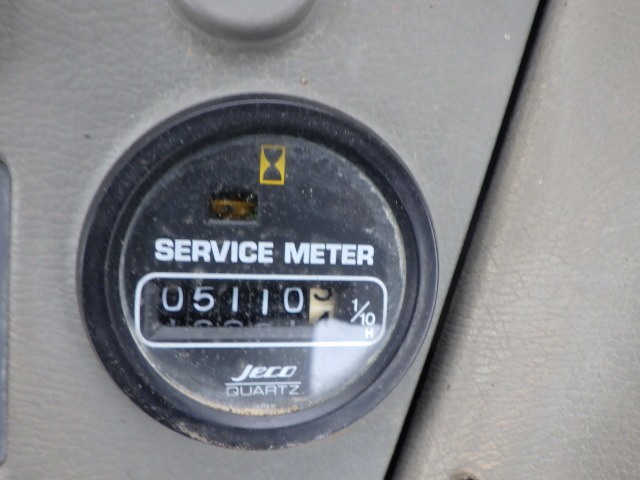 SERVICE METER
05110
1/10
H
Jeco
QUARTZ